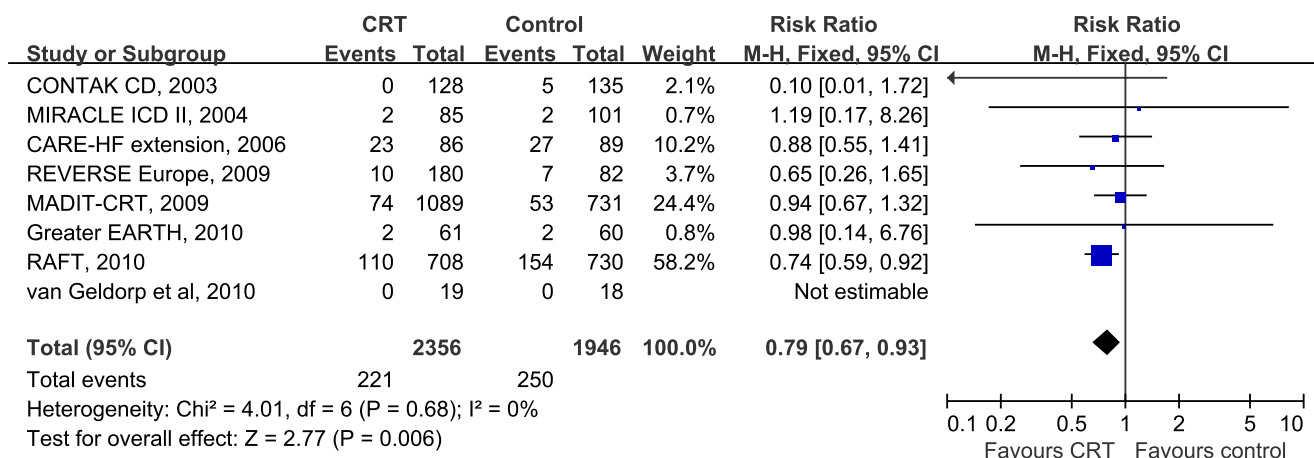 CRT Control Risk Ratio Risk Ratio
Study or Subgroup Events Total Events Total Weight M-H, Fixed, 95% CI M-H, Fixed, 95% CI
CONTAK CD, 2003 0 128 5 135 2.1% 0.10 [0.01, 1.72]
MIRACLE ICD II, 2004 2 85 2 101 0.7% 1.19 [0.17, 8.26]
CARE-HF extension, 2006 23 86 27 89 10.2% 0.88 [0.55, 1.41]
REVERSE Europe, 2009 10 180 7 82 3.7% 0.65 [0.26, 1.65]
MADIT-CRT, 2009 74 1089 53 731 24.4% 0.94 [0.67, 1.32]
Greater EARTH, 2010 2 61 2 60 0.8% 0.98 [0.14, 6.76]
RAFT, 2010 110 708 154 730 58.2% 0.74 [0.59, 0.92]
van Geldorp et al, 2010 0 19 0 18 Not estimable
Total (95% CI) 2356 1946 100.0% 0.79 [0.67, 0.93]
Total events 221 250
Heterogeneity: Chi² = 4.01, df = 6 (P = 0.68); I² = 0%
Test for overall effect: Z = 2.77 (P = 0.006)
0.1 0.2 0.5 1 2 5 10
Favours CRT Favours control